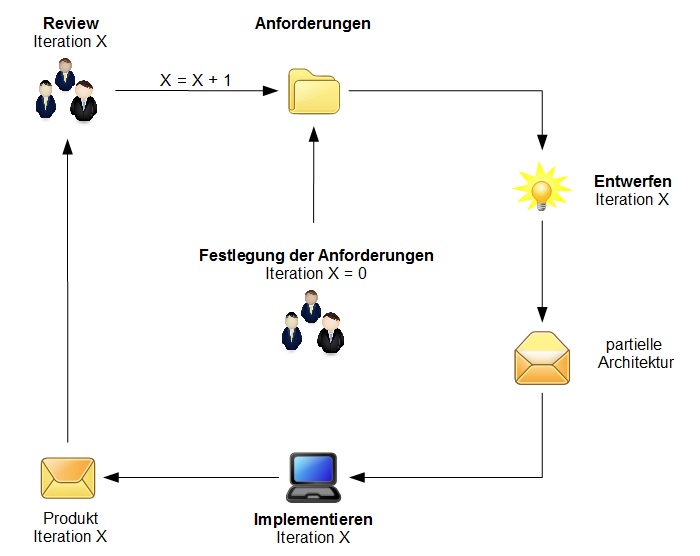 Review
Iteration X
X = X + 1
Anforderungen
Entwerfen
Iteration X
Festlegung der Anforderungen
Iteration X = 0
partielle
Architektur
Produkt
Iteration X
Implementieren
Iteration X